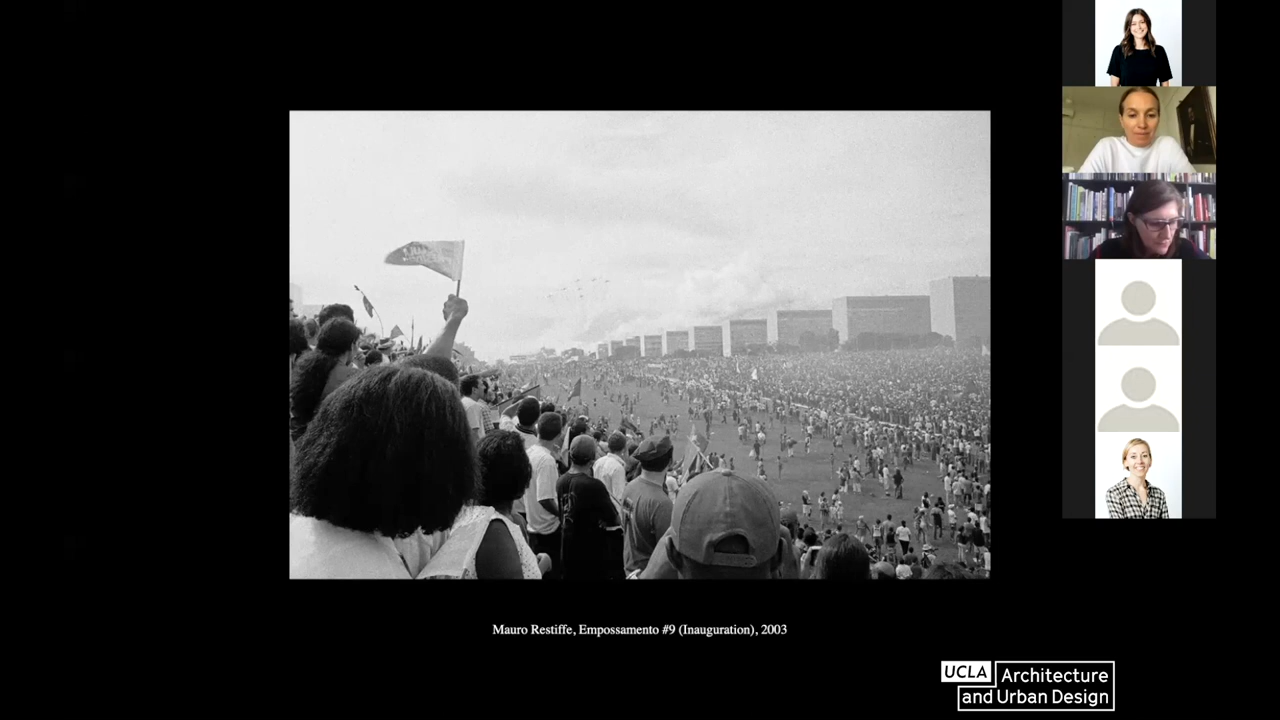 Mauro Restiffe, Empossamento #9 (Inauguration), 2003
UCLA Architecture
and Urban Design